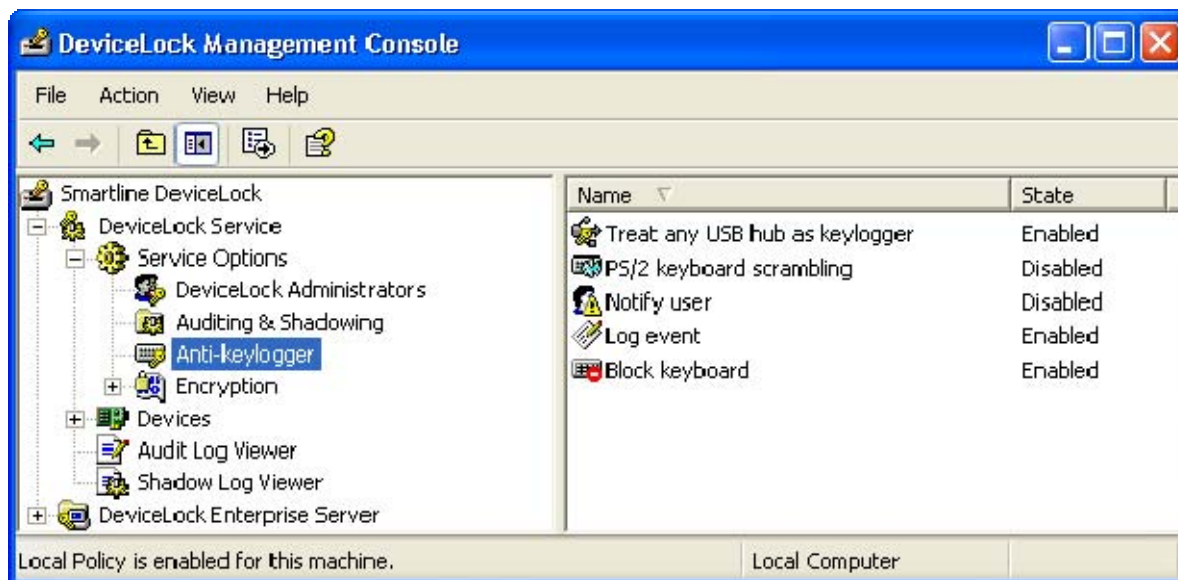 DeviceLock Management Console
File Action View Help
Smartline DeviceLock
DeviceLock Service
Service Options
DeviceLock Administrators
Auditing & Shadowing
Anti-keylogger
Encryption
Devices
Audit Log Viewer
Shadow Log Viewer
DeviceLock Enterprise Server
Name State
Treat any USB hub as keylogger Enabled
PS/2 keyboard scrambling Disabled
Notify user Disabled
Log event Enabled
Block keyboard Enabled
Local Policy is enabled for this machine. Local Computer